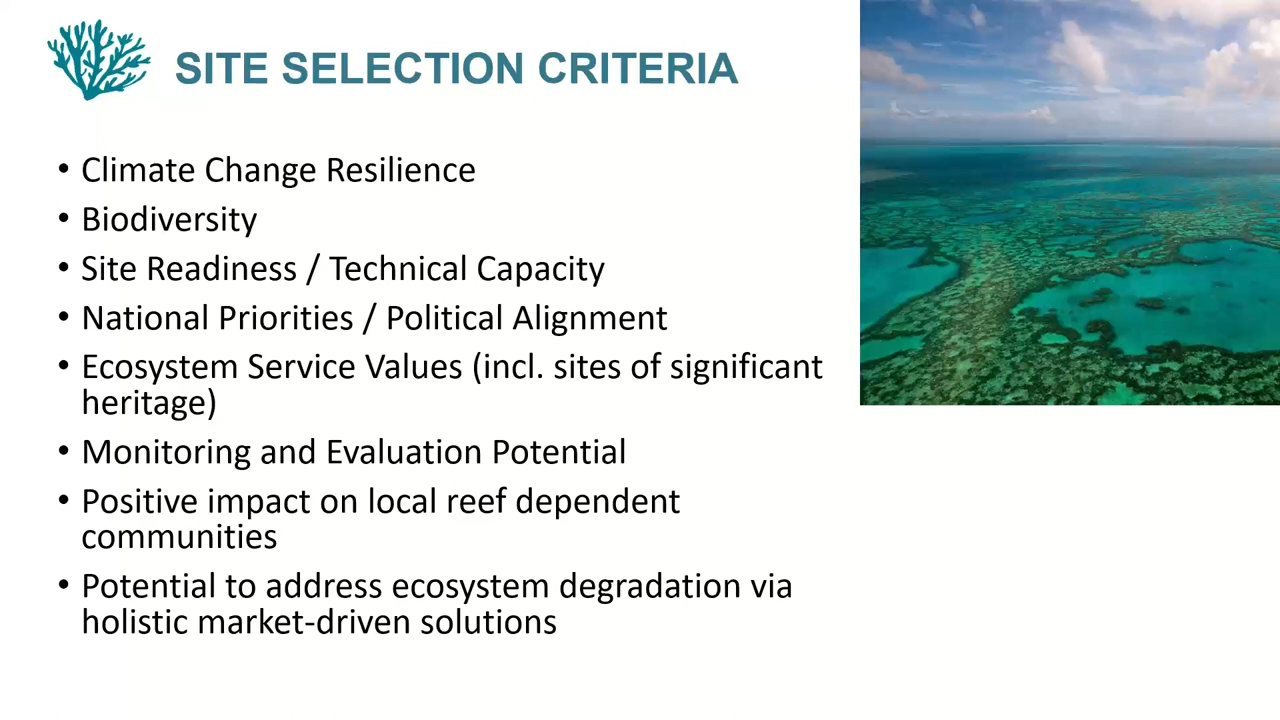 SITE SELECTION CRITERIA
• Climate Change Resilience
• Biodiversity
• Site Readiness / Technical Capacity
• National Priorities / Political Alignment
• Ecosystem Service Values (incl. sites of significant
heritage)
• Monitoring and Evaluation Potential
• Positive impact on local reef dependent
communities
• Potential to address ecosystem degradation via
holistic market-driven solutions